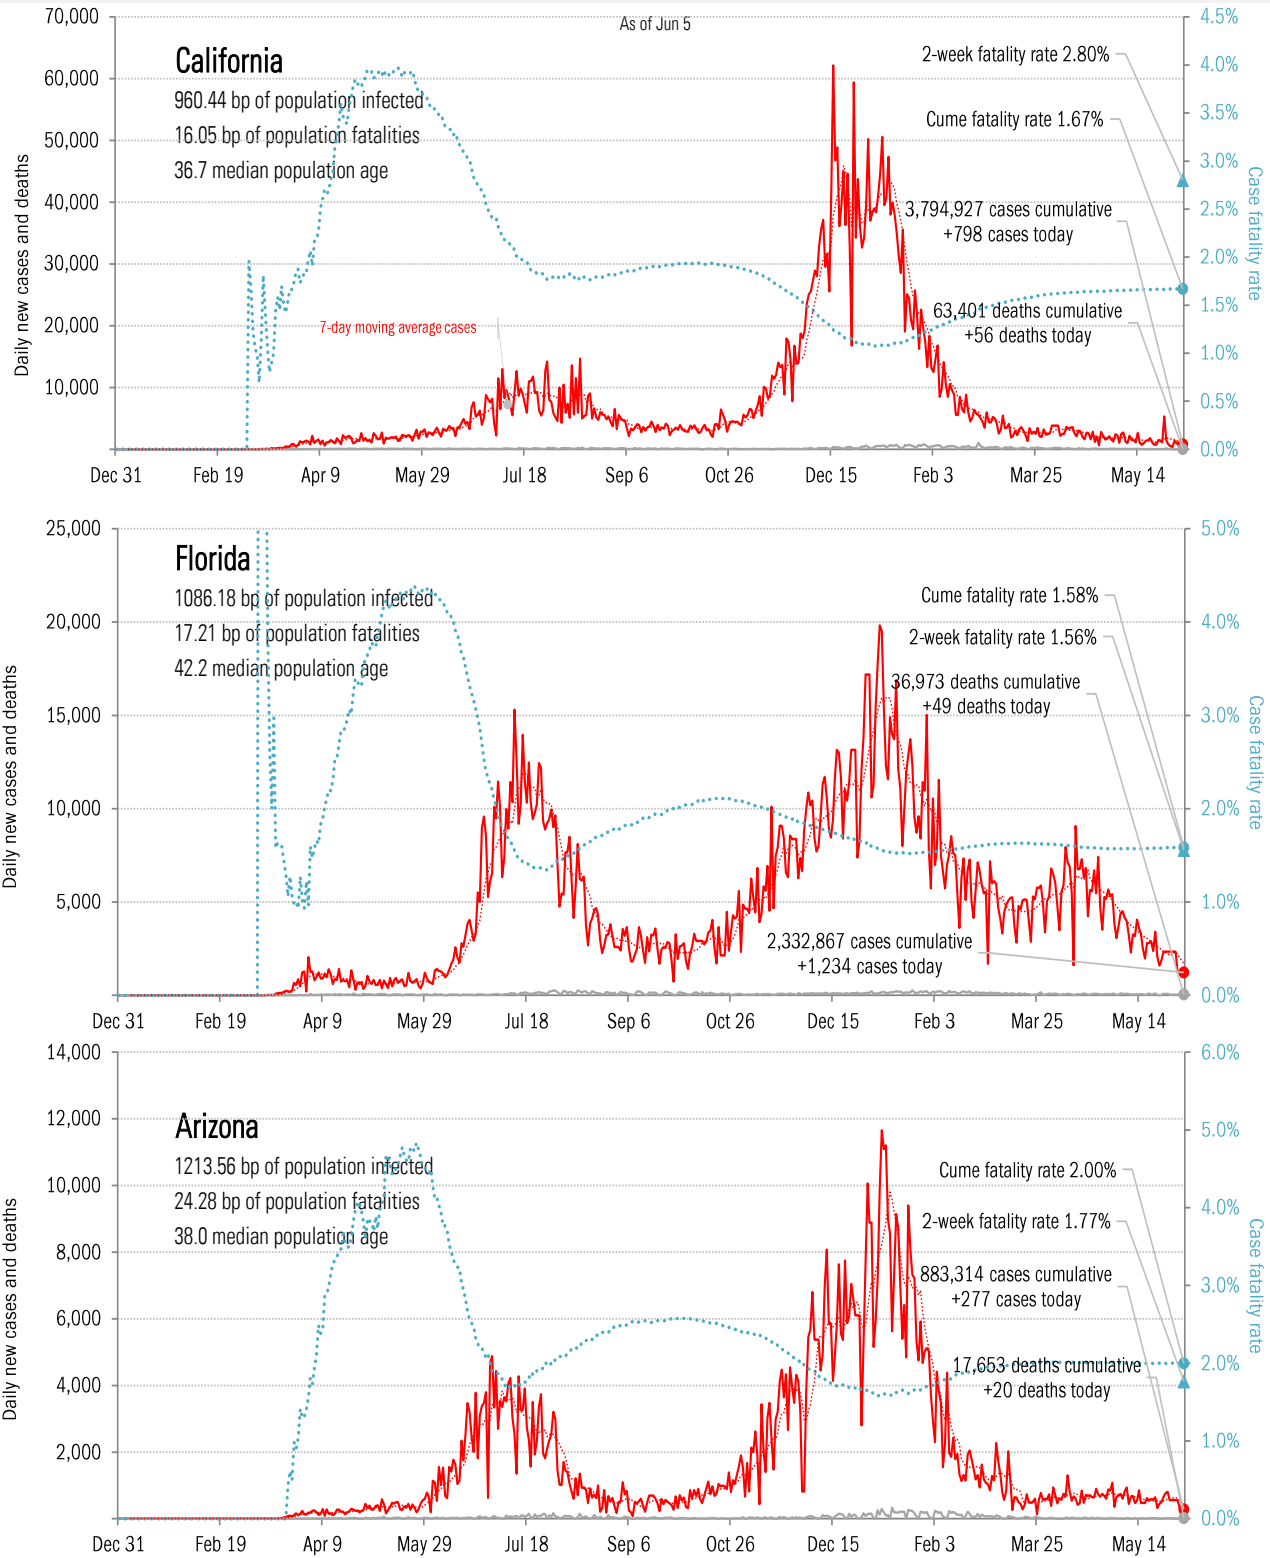 As of Jun 5
California
960.44 bp of population infected
16.05 bp of population fatalities
36.7 median population age
2-week fatality rate 2.80%
Cume fatality rate 1.67%
3,794,927 cases cumulative
+798 cases today
63,401 deaths cumulative
+56 deaths today
7-day moving average cases
Daily new cases and deaths
70,000
60,000
50,000
40,000
30,000
20,000
10,000
Case fatality rate
4.5%
4.0%
3.5%
3.0%
2.5%
2.0%
1.5%
1.0%
0.5%
0.0%
Dec 31 Feb 19 Apr 9 May 29 Jul 18 Sep 6 Oct 26 Dec 15 Feb 3 Mar 25 May 14
Florida
1086.18 bp of population infected
17.21 bp of population fatalities
42.2 median population age
Cume fatality rate 1.58%
2-week fatality rate 1.56%
36,973 deaths cumulative
+49 deaths today
2,332,867 cases cumulative
+1,234 cases today
Daily new cases and deaths
25,000
20,000
15,000
10,000
5,000
Case fatality rate
5.0%
4.0%
3.0%
2.0%
1.0%
0.0%
Dec 31 Feb 19 Apr 9 May 29 Jul 18 Sep 6 Oct 26 Dec 15 Feb 3 Mar 25 May 14
Arizona
1213.56 bp of population infected
24.28 bp of population fatalities
38.0 median population age
Cume fatality rate 2.00%
2-week fatality rate 1.77%
883,314 cases cumulative
+277 cases today
17,653 deaths cumulative
+20 deaths today
Daily new cases and deaths
14,000
12,000
10,000
8,000
6,000
4,000
2,000
Case fatality rate
6.0%
5.0%
4.0%
3.0%
2.0%
1.0%
0.0%
Dec 31 Feb 19 Apr 9 May 29 Jul 18 Sep 6 Oct 26 Dec 15 Feb 3 Mar 25 May 14